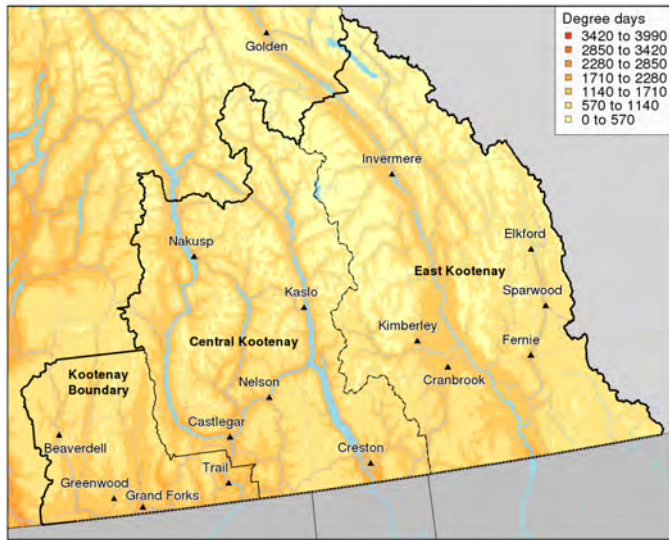 Degree days
3420 to 3990
2850 to 3420
2280 to 2850
1710 to 2280
1140 to 1710
570 to 1140
0 to 570
Golden
Invermere
Elkford
Nakusp
East Kootenay
Kaslo
Sparwood
Kimberley
Central Kootenay
Fernie
Kootenay
Boundary
Cranbrook
Nelson
Castlegar
Beaverdell
Creston
Trail
Greenwood
Grand Forks